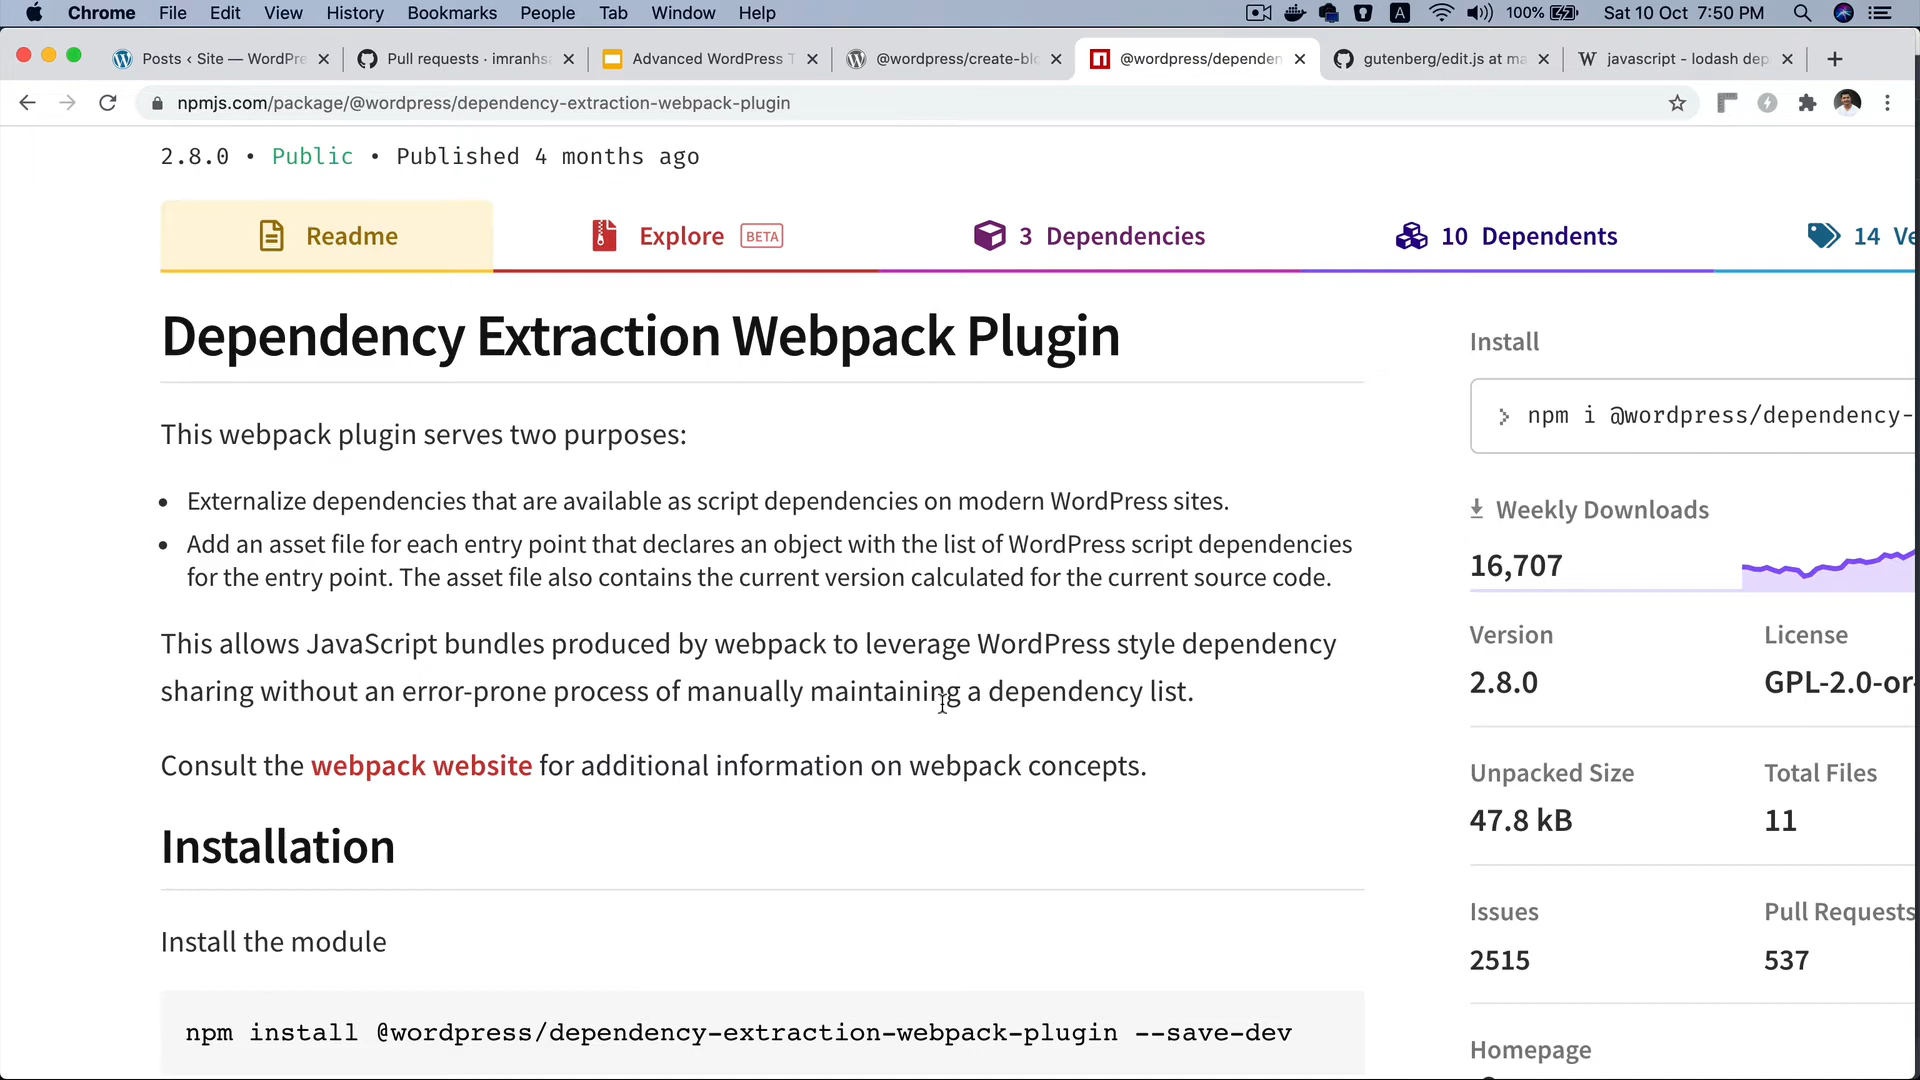 Chrome File Edit View History Bookmarks People Tab Window Help A 100% Sat 10 Oct 7:50 PM
Posts ‹ Site — WordPre Pull requests · imranhsa Advanced WordPress T @wordpress/create-blo @wordpress/dependen gutenberg/edit.js at ma W javascript - lodash dep
npmjs.com/package/@wordpress/dependency-extraction-webpack-plugin
2.8.0 • Public • Published 4 months ago
Readme Explore BETA 3 Dependencies 10 Dependents 14 Ve
Dependency Extraction Webpack Plugin
This webpack plugin serves two purposes:
• Externalize dependencies that are available as script dependencies on modern WordPress sites.
• Add an asset file for each entry point that declares an object with the list of WordPress script dependencies
for the entry point. The asset file also contains the current version calculated for the current source code.
This allows JavaScript bundles produced by webpack to leverage WordPress style dependency
sharing without an error-prone process of manually maintaining a dependency list.
Consult the webpack website for additional information on webpack concepts.
Installation
Install the module
npm install @wordpress/dependency-extraction-webpack-plugin --save-dev
Install
npm i @wordpress/dependency-
Weekly Downloads
16,707
Version License
2.8.0 GPL-2.0-or-
Unpacked Size Total Files
47.8 kB 11
Issues Pull Requests
2515 537
Homepage